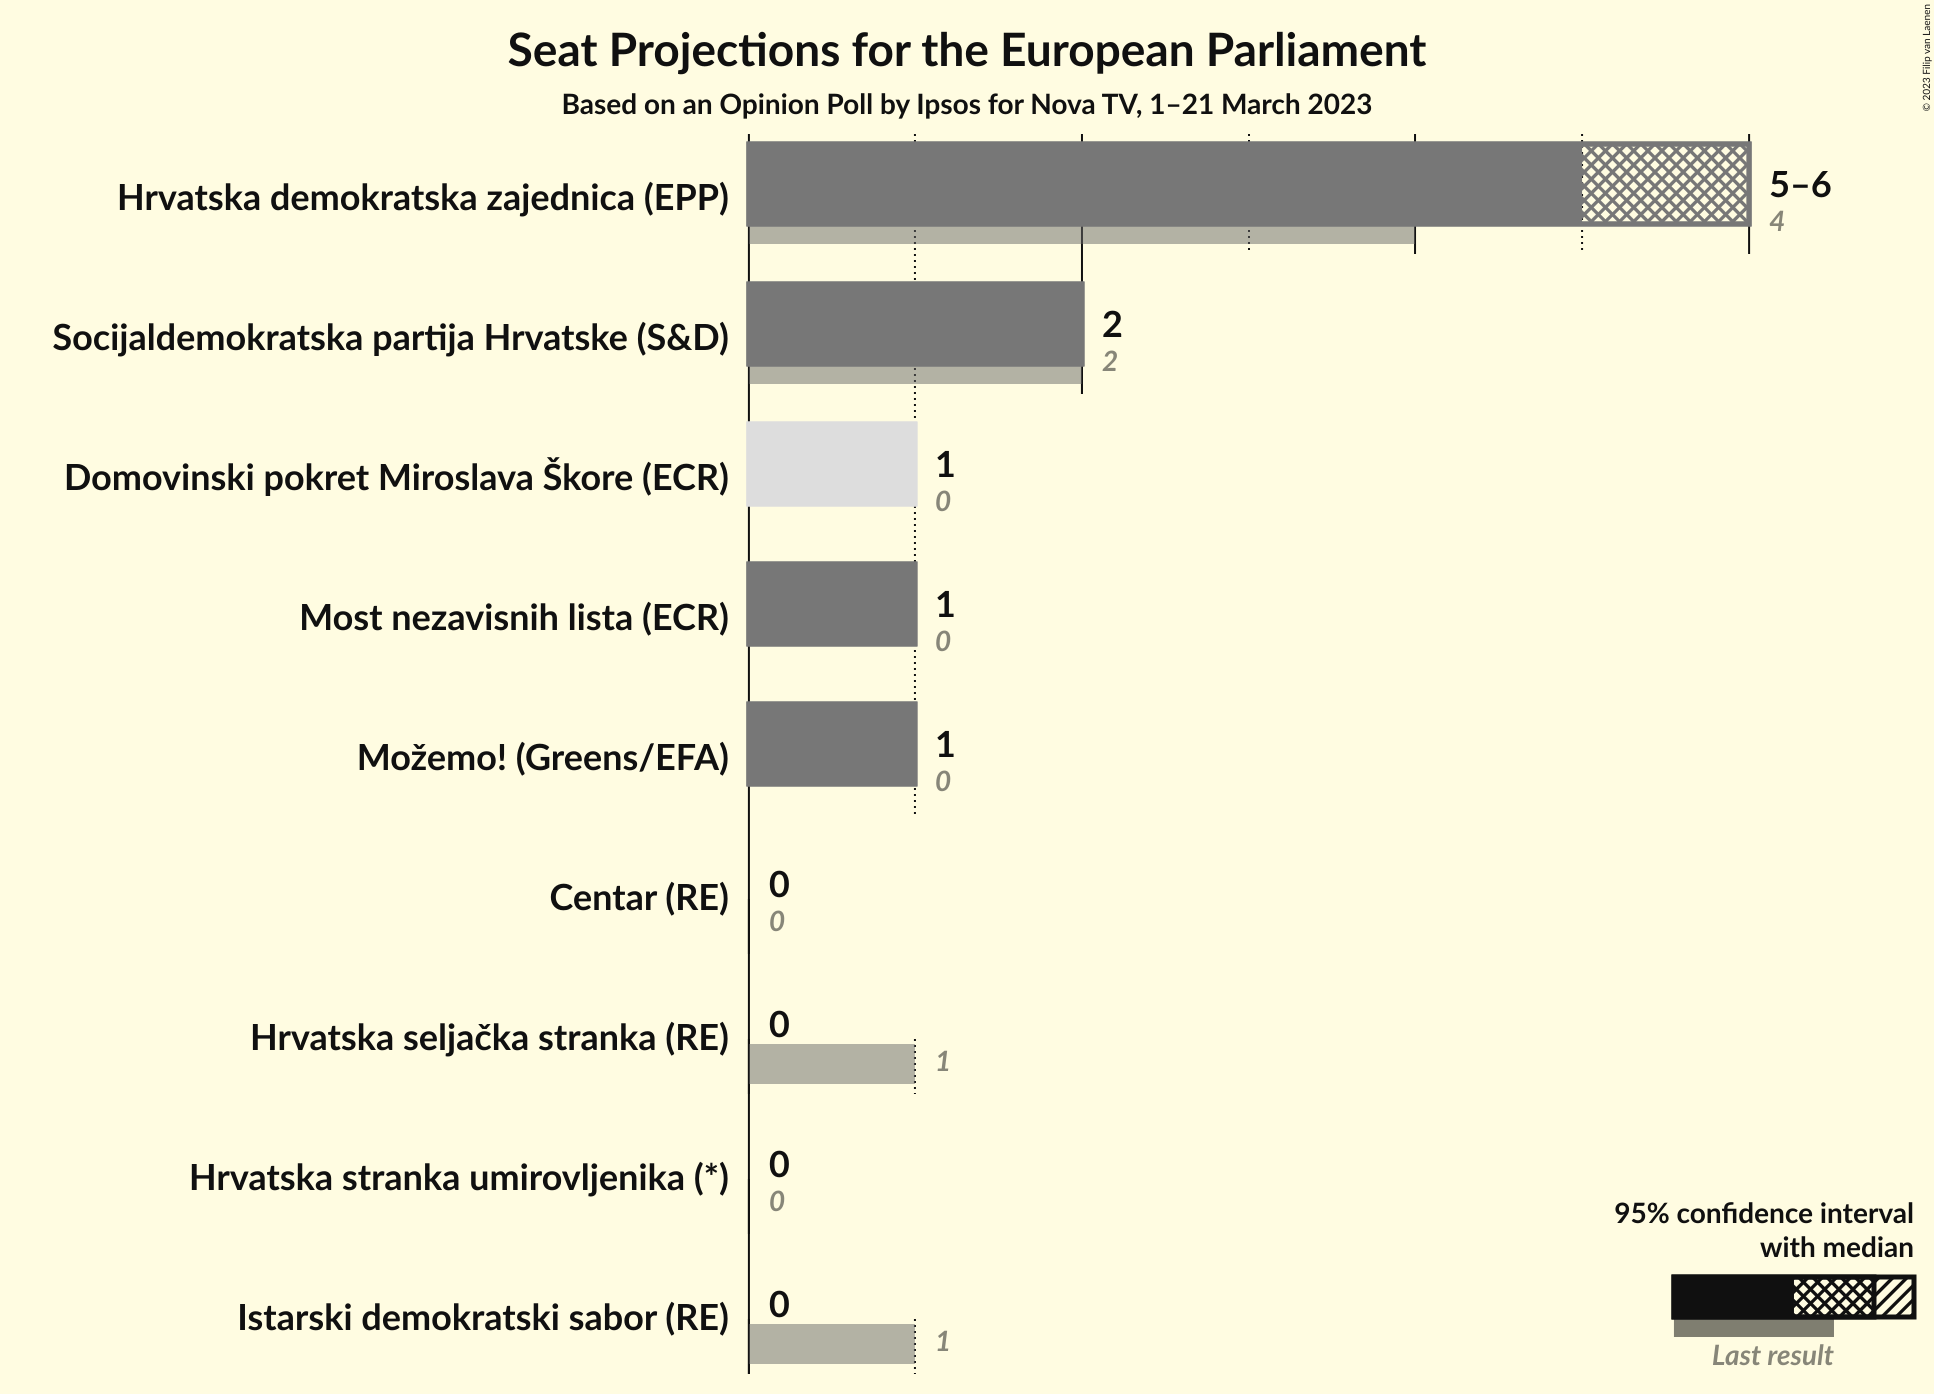 Seat Projections for the European Parliament
Based on an Opinion Poll by Ipsos for Nova TV, 1–21 March 2023
© 2023 Filip van Laenen
Hrvatska demokratska zajednica (EPP)
5–6
4
Socijaldemokratska partija Hrvatske (S&D)
2
2
Domovinski pokret Miroslava Škore (ECR)
1
0
Most nezavisnih lista (ECR)
1
0
Možemo! (Greens/EFA)
1
0
Centar (RE)
0
0
Hrvatska seljačka stranka (RE)
0
1
Hrvatska stranka umirovljenika (*)
0
0
Istarski demokratski sabor (RE)
0
1
95% confidence interval
with median
Last result